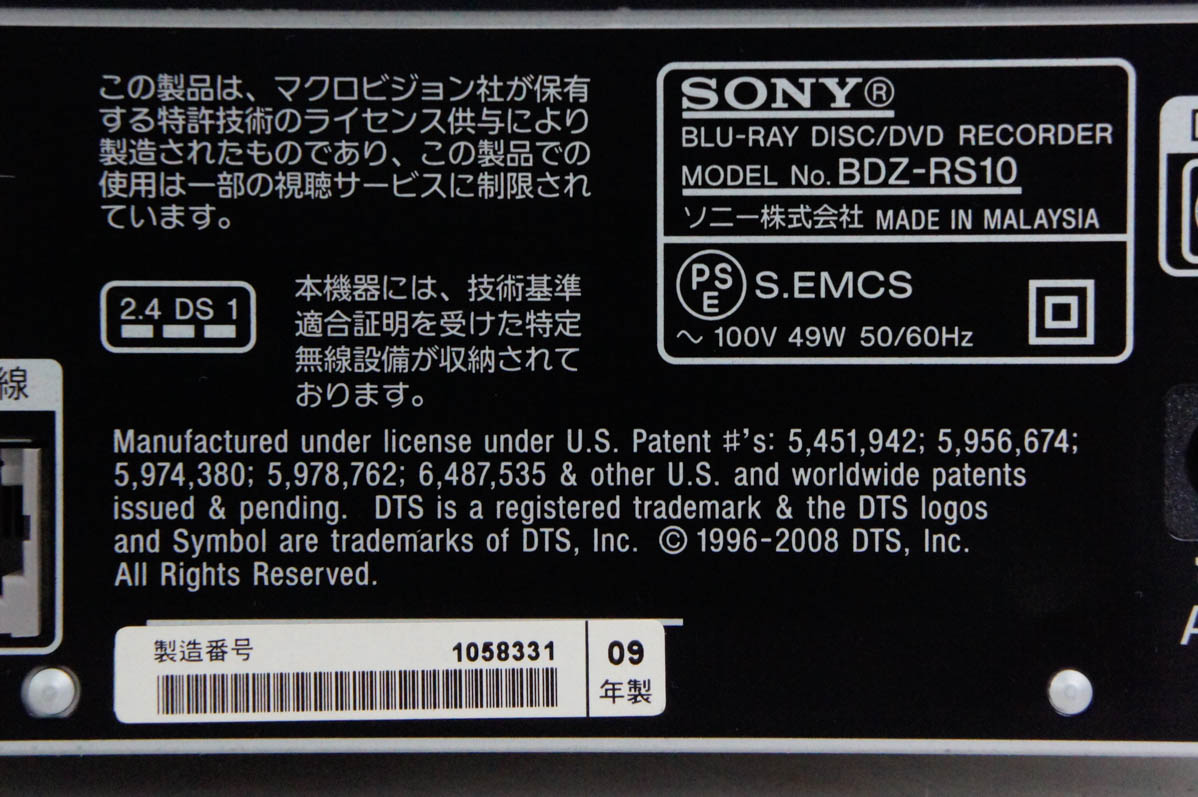 この製品は、マクロビジョン社が保有
する特許技術のライセンス供与により
製造されたものであり、この製品での
使用は一部の視聴サービスに制限され
ています。
SONY®
BLU-RAY DISC/DVD RECORDER
MODEL No. BDZ-RS10
ソニー株式会社 MADE IN MALAYSIA
PSE S.EMCS
~ 100V 49W 50/60Hz
2.4 DS 1
本機器には、技術基準
適合証明を受けた特定
無線設備が収納されて
おります。
線
Manufactured under license under U.S. Patent #'s: 5,451,942; 5,956,674;
5,974,380; 5,978,762; 6,487,535 & other U.S. and worldwide patents
issued & pending. DTS is a registered trademark & the DTS logos
and Symbol are trademarks of DTS, Inc. © 1996-2008 DTS, Inc.
All Rights Reserved.
製造番号 1058331
09
年製